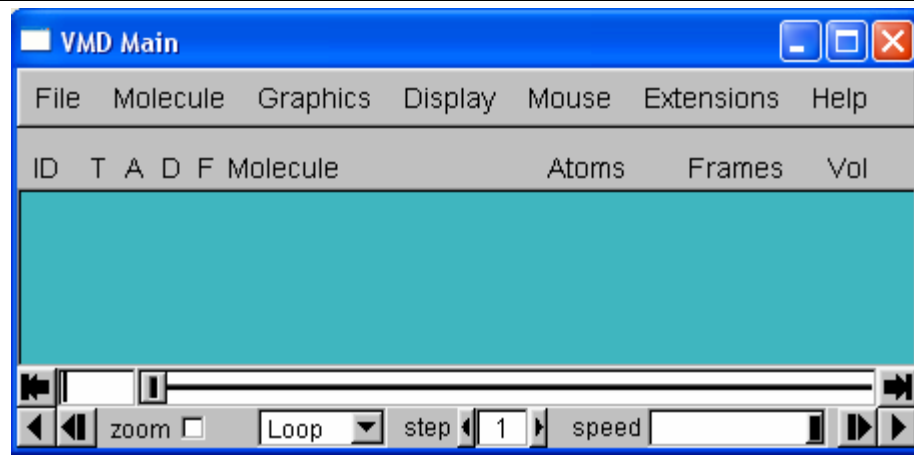 VMD Main
File Molecule Graphics Display Mouse Extensions Help
ID T A D F Molecule Atoms Frames Vol
zoom Loop step 1 speed